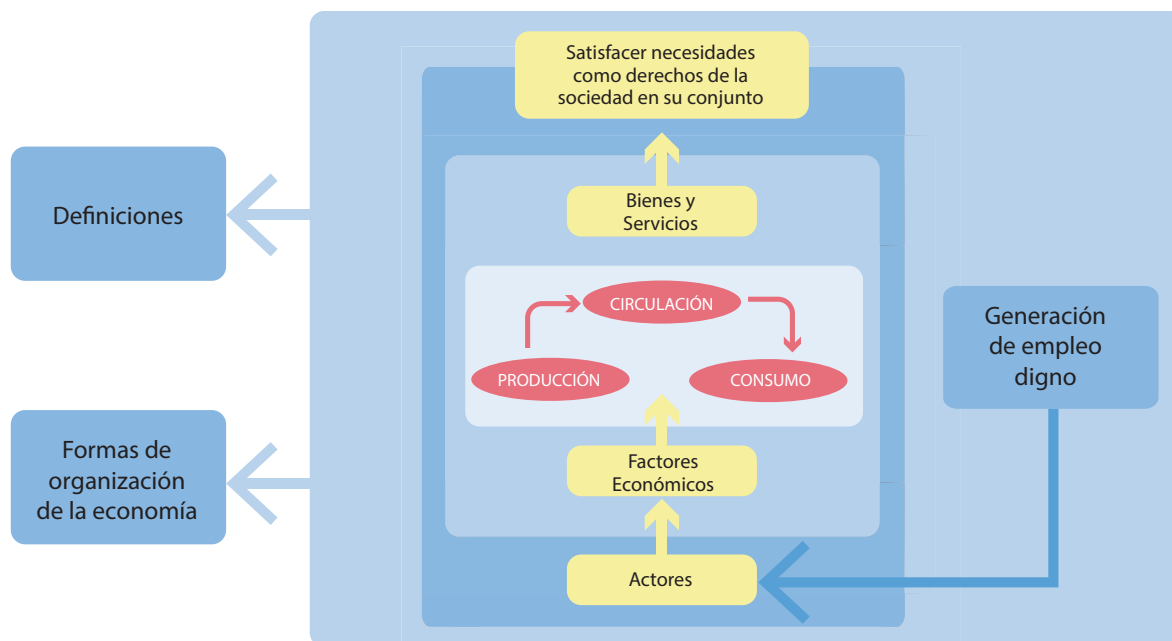 Satisfacer necesidades
como derechos de la
sociedad en su conjunto
Definiciones
Bienes y
Servicios
CIRCULACIÓN
PRODUCCIÓN
CONSUMO
Generación
de empleo
digno
Formas de
organización
de la economía
Factores
Económicos
Actores